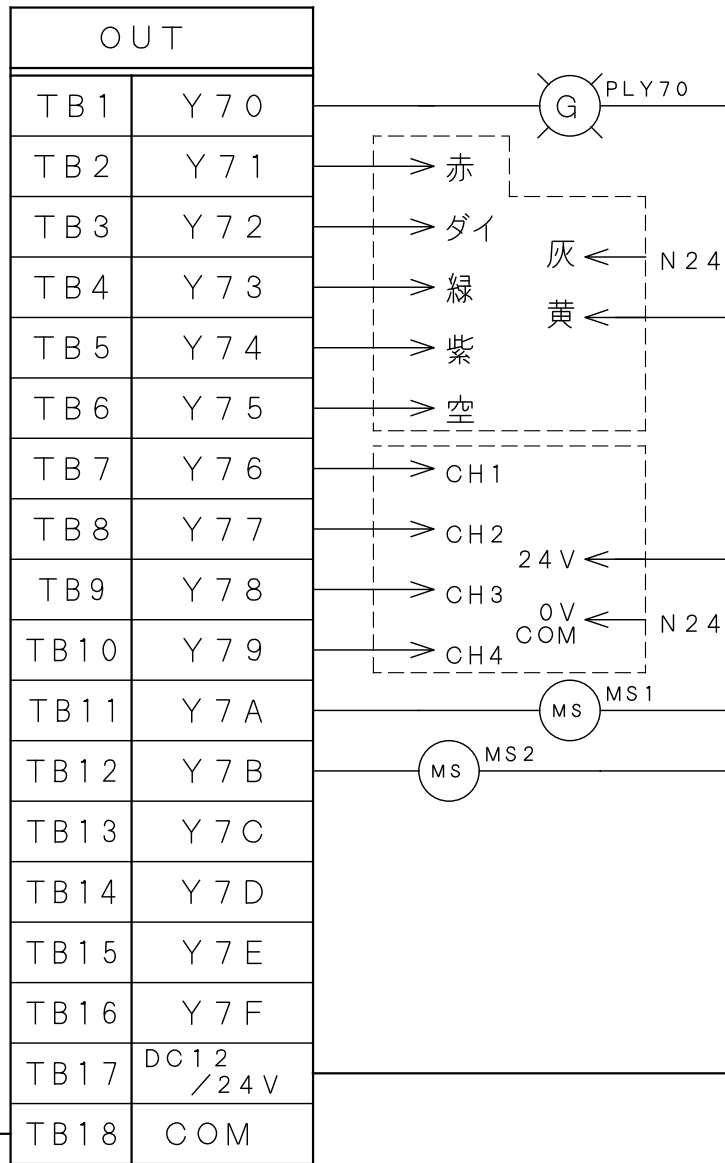 OUT
TB1 Y70 G PLY70
TB2 Y71 赤
TB3 Y72 ダイ
灰 N24
TB4 Y73 緑
黄
TB5 Y74 紫
TB6 Y75 空
TB7 Y76 CH1
TB8 Y77 CH2
24V
TB9 Y78 CH3
0V
COM N24
TB10 Y79 CH4
TB11 Y7A MS MS1
TB12 Y7B MS MS2
TB13 Y7C
TB14 Y7D
TB15 Y7E
TB16 Y7F
TB17 DC12
/24V
TB18 COM